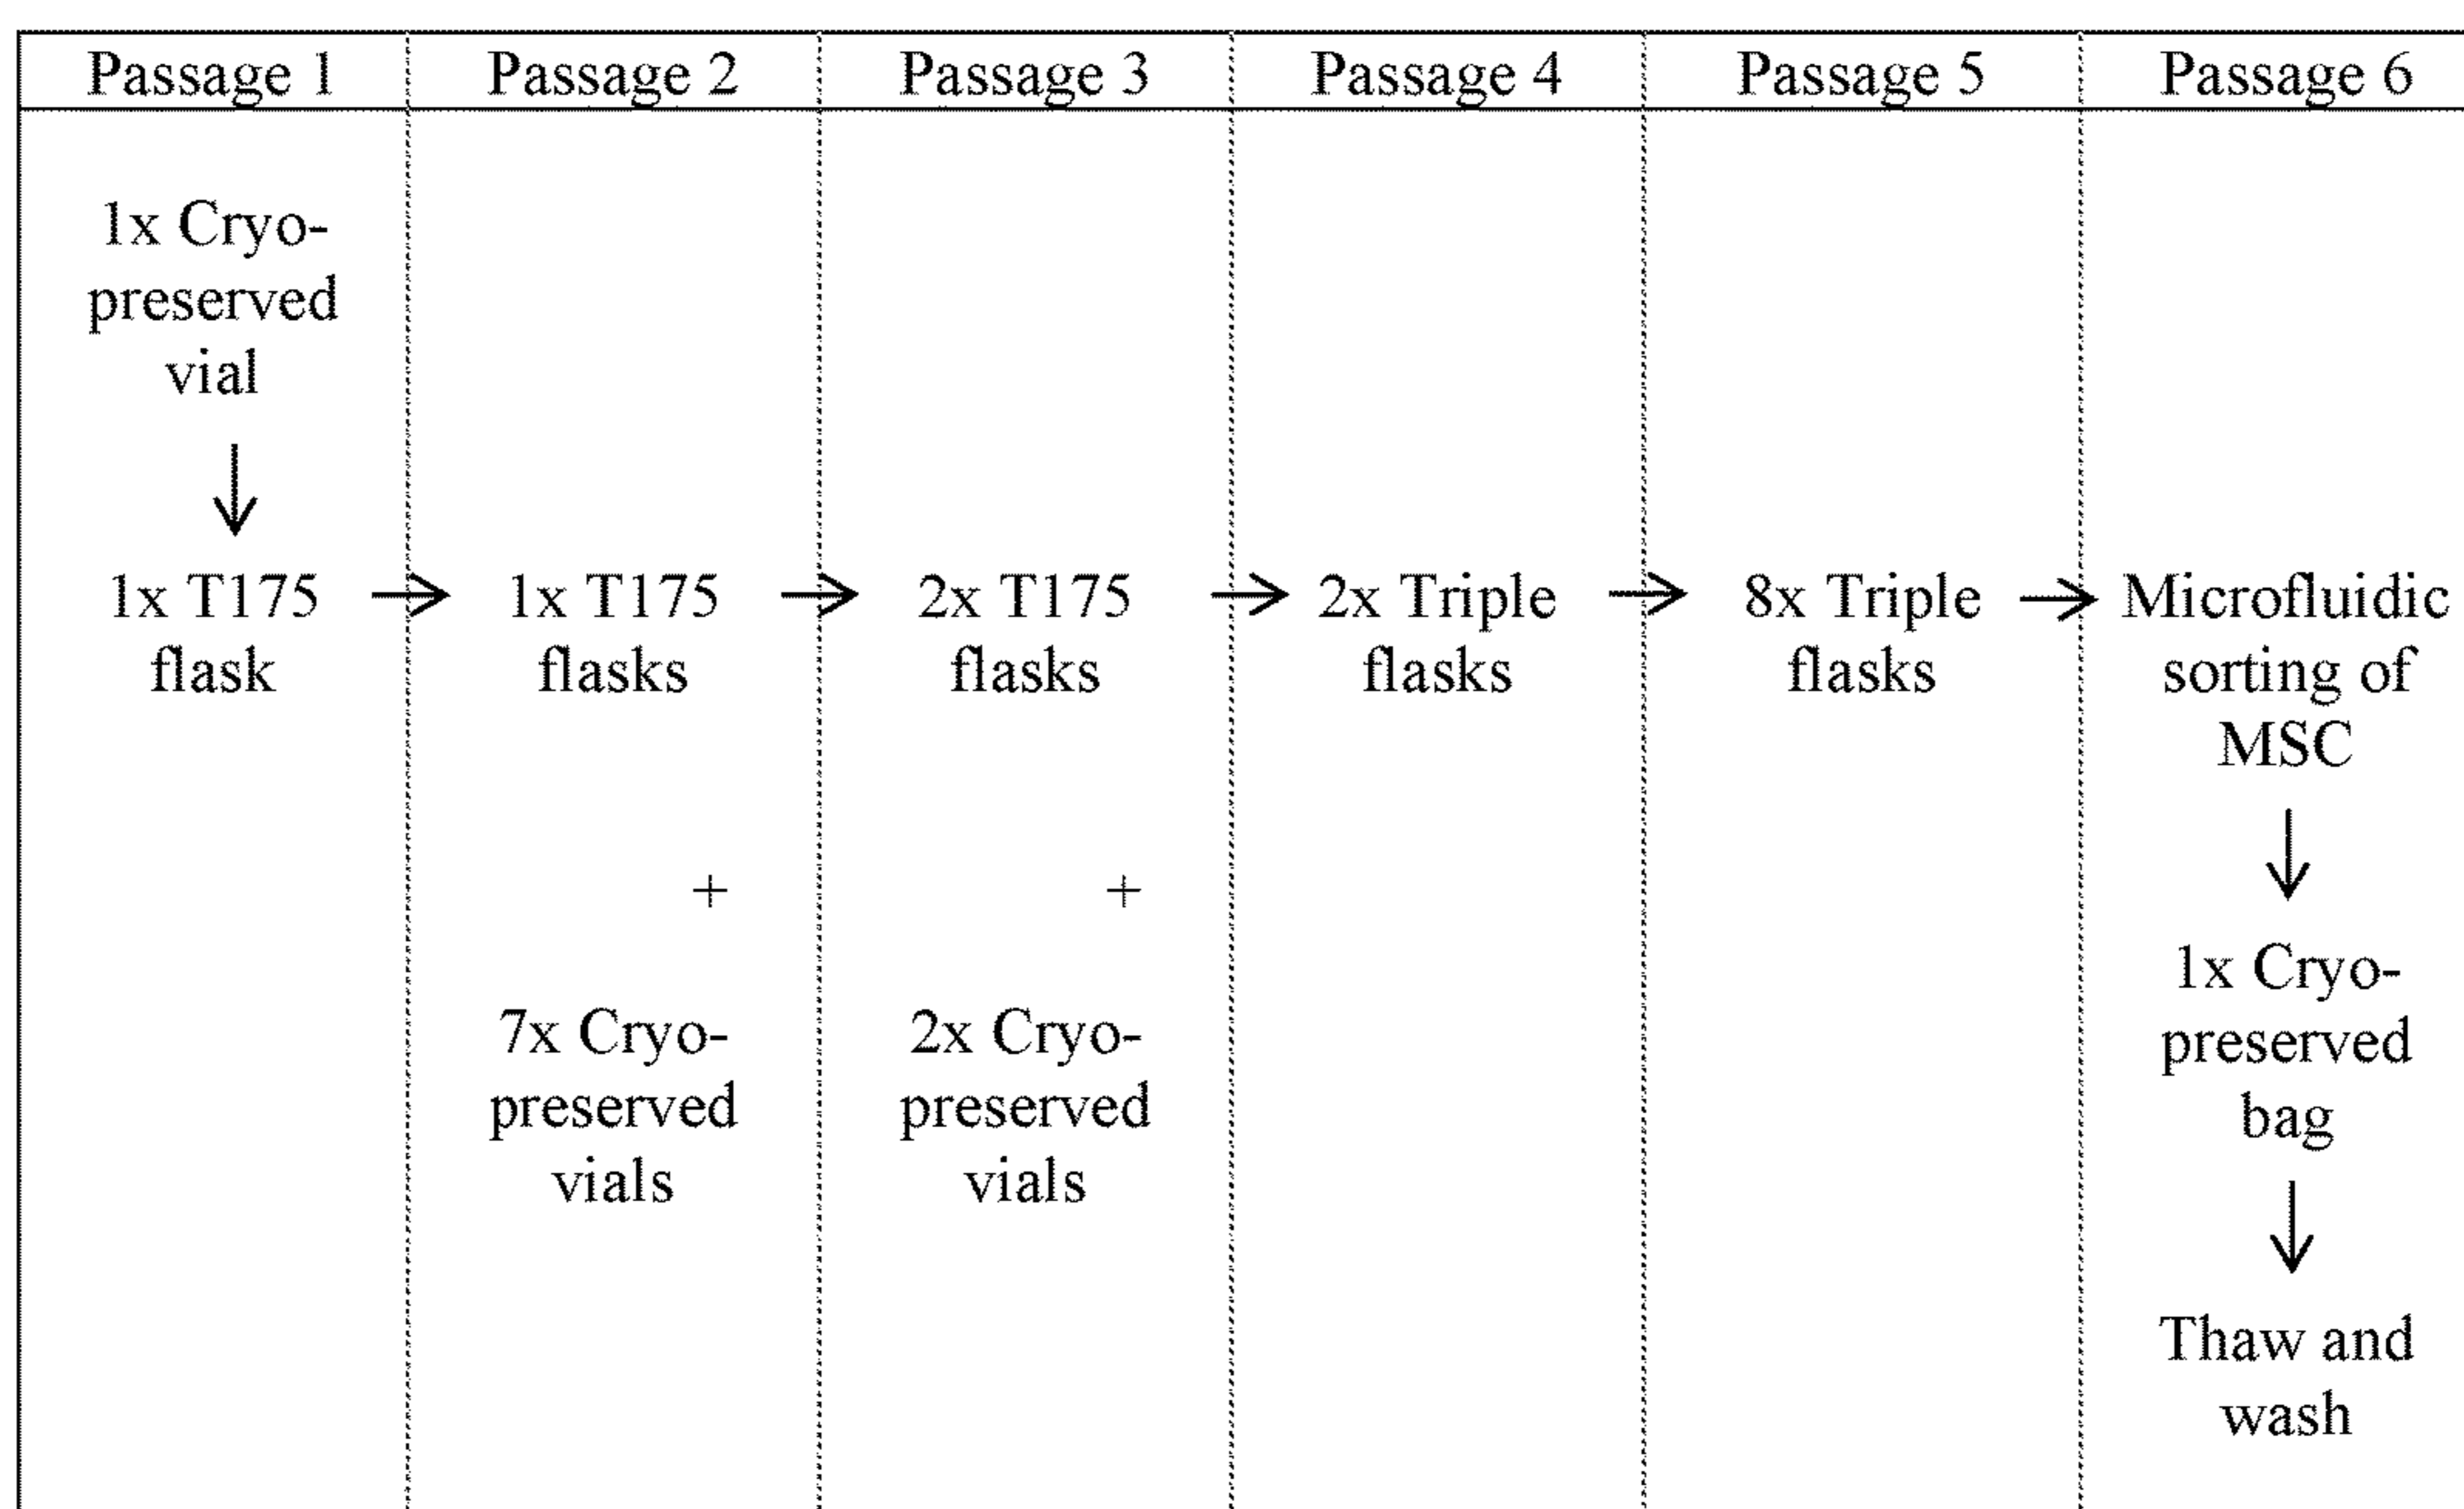 Passage 1
Passage 2
Passage 3
Passage 4
Passage 5
Passage 6
1x Cryo-
preserved
vial
1x T175
flask
1x T175
flasks
+
7x Cryo-
preserved
vials
2x T175
flasks
+
2x Cryo-
preserved
vials
2x Triple
flasks
8x Triple
flasks
Microfluidic
sorting of
MSC
1x Cryo-
preserved
bag
Thaw and
wash